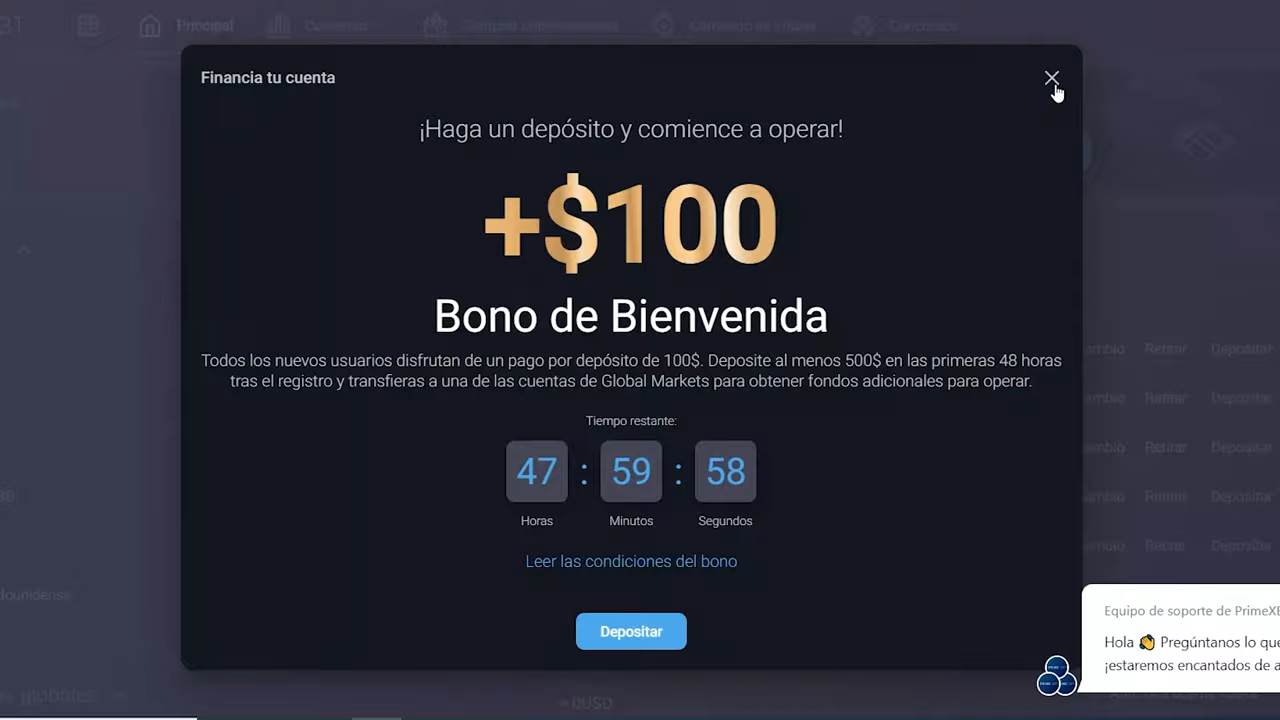 Principal
Financia tu cuenta
¡Haga un depósito y comience a operar!
+$100
Bono de Bienvenida
Todos los nuevos usuarios disfrutan de un pago por depósito de 100$. Deposite al menos 500$ en las primeras 48 horas
tras el registro y transfieras a una de las cuentas de Global Markets para obtener fondos adicionales para operar.
Tiempo restante:
47 : 59 : 58
Horas Minutos Segundos
Leer las condiciones del bono
Depositar
Retirar Depositar
Retirar Depositar
Retirar Depositar
Retirar Depositar
Retirar Depositar
Equipo de soporte de PrimeXB
Hola 👏 Pregúntanos lo que
¡estaremos encantados de a
≈ 0USD